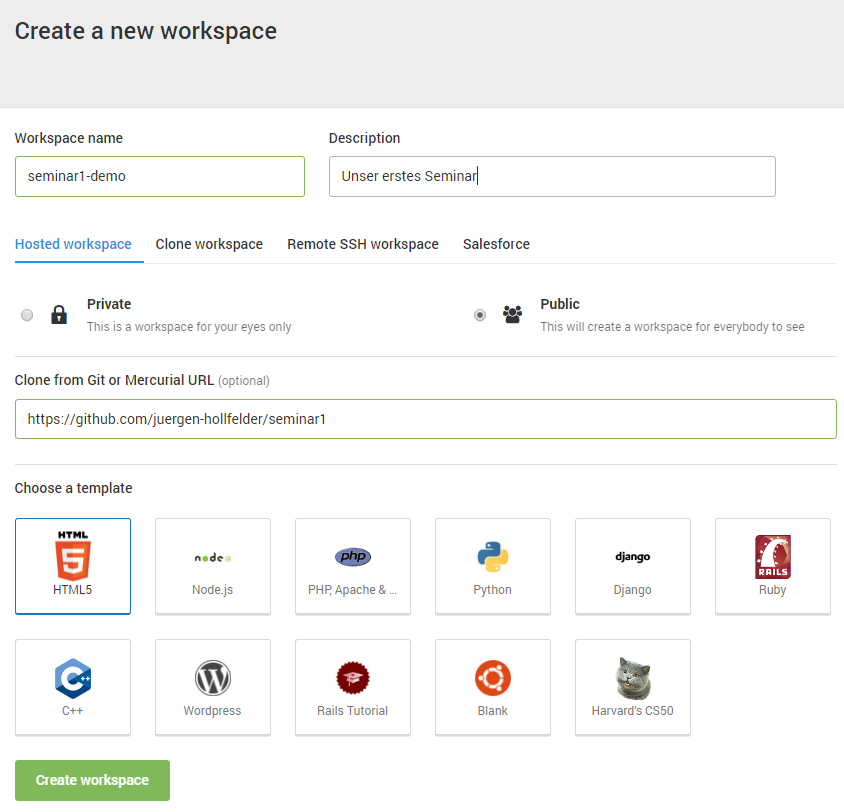 Create a new workspace
Workspace name Description
seminar1-demo Unser erstes Seminar
Hosted workspace Clone workspace Remote SSH workspace Salesforce
Private Public
This is a workspace for your eyes only This will create a workspace for everybody to see
Clone from Git or Mercurial URL (optional)
https://github.com/juergen-hollfelder/seminar1
Choose a template
HTML 5 node php django RAILS
HTML5 Node.js PHP, Apache & ... Python Django Ruby
C++ W
C++ Wordpress Rails Tutorial Blank Harvard's CS50
Create workspace